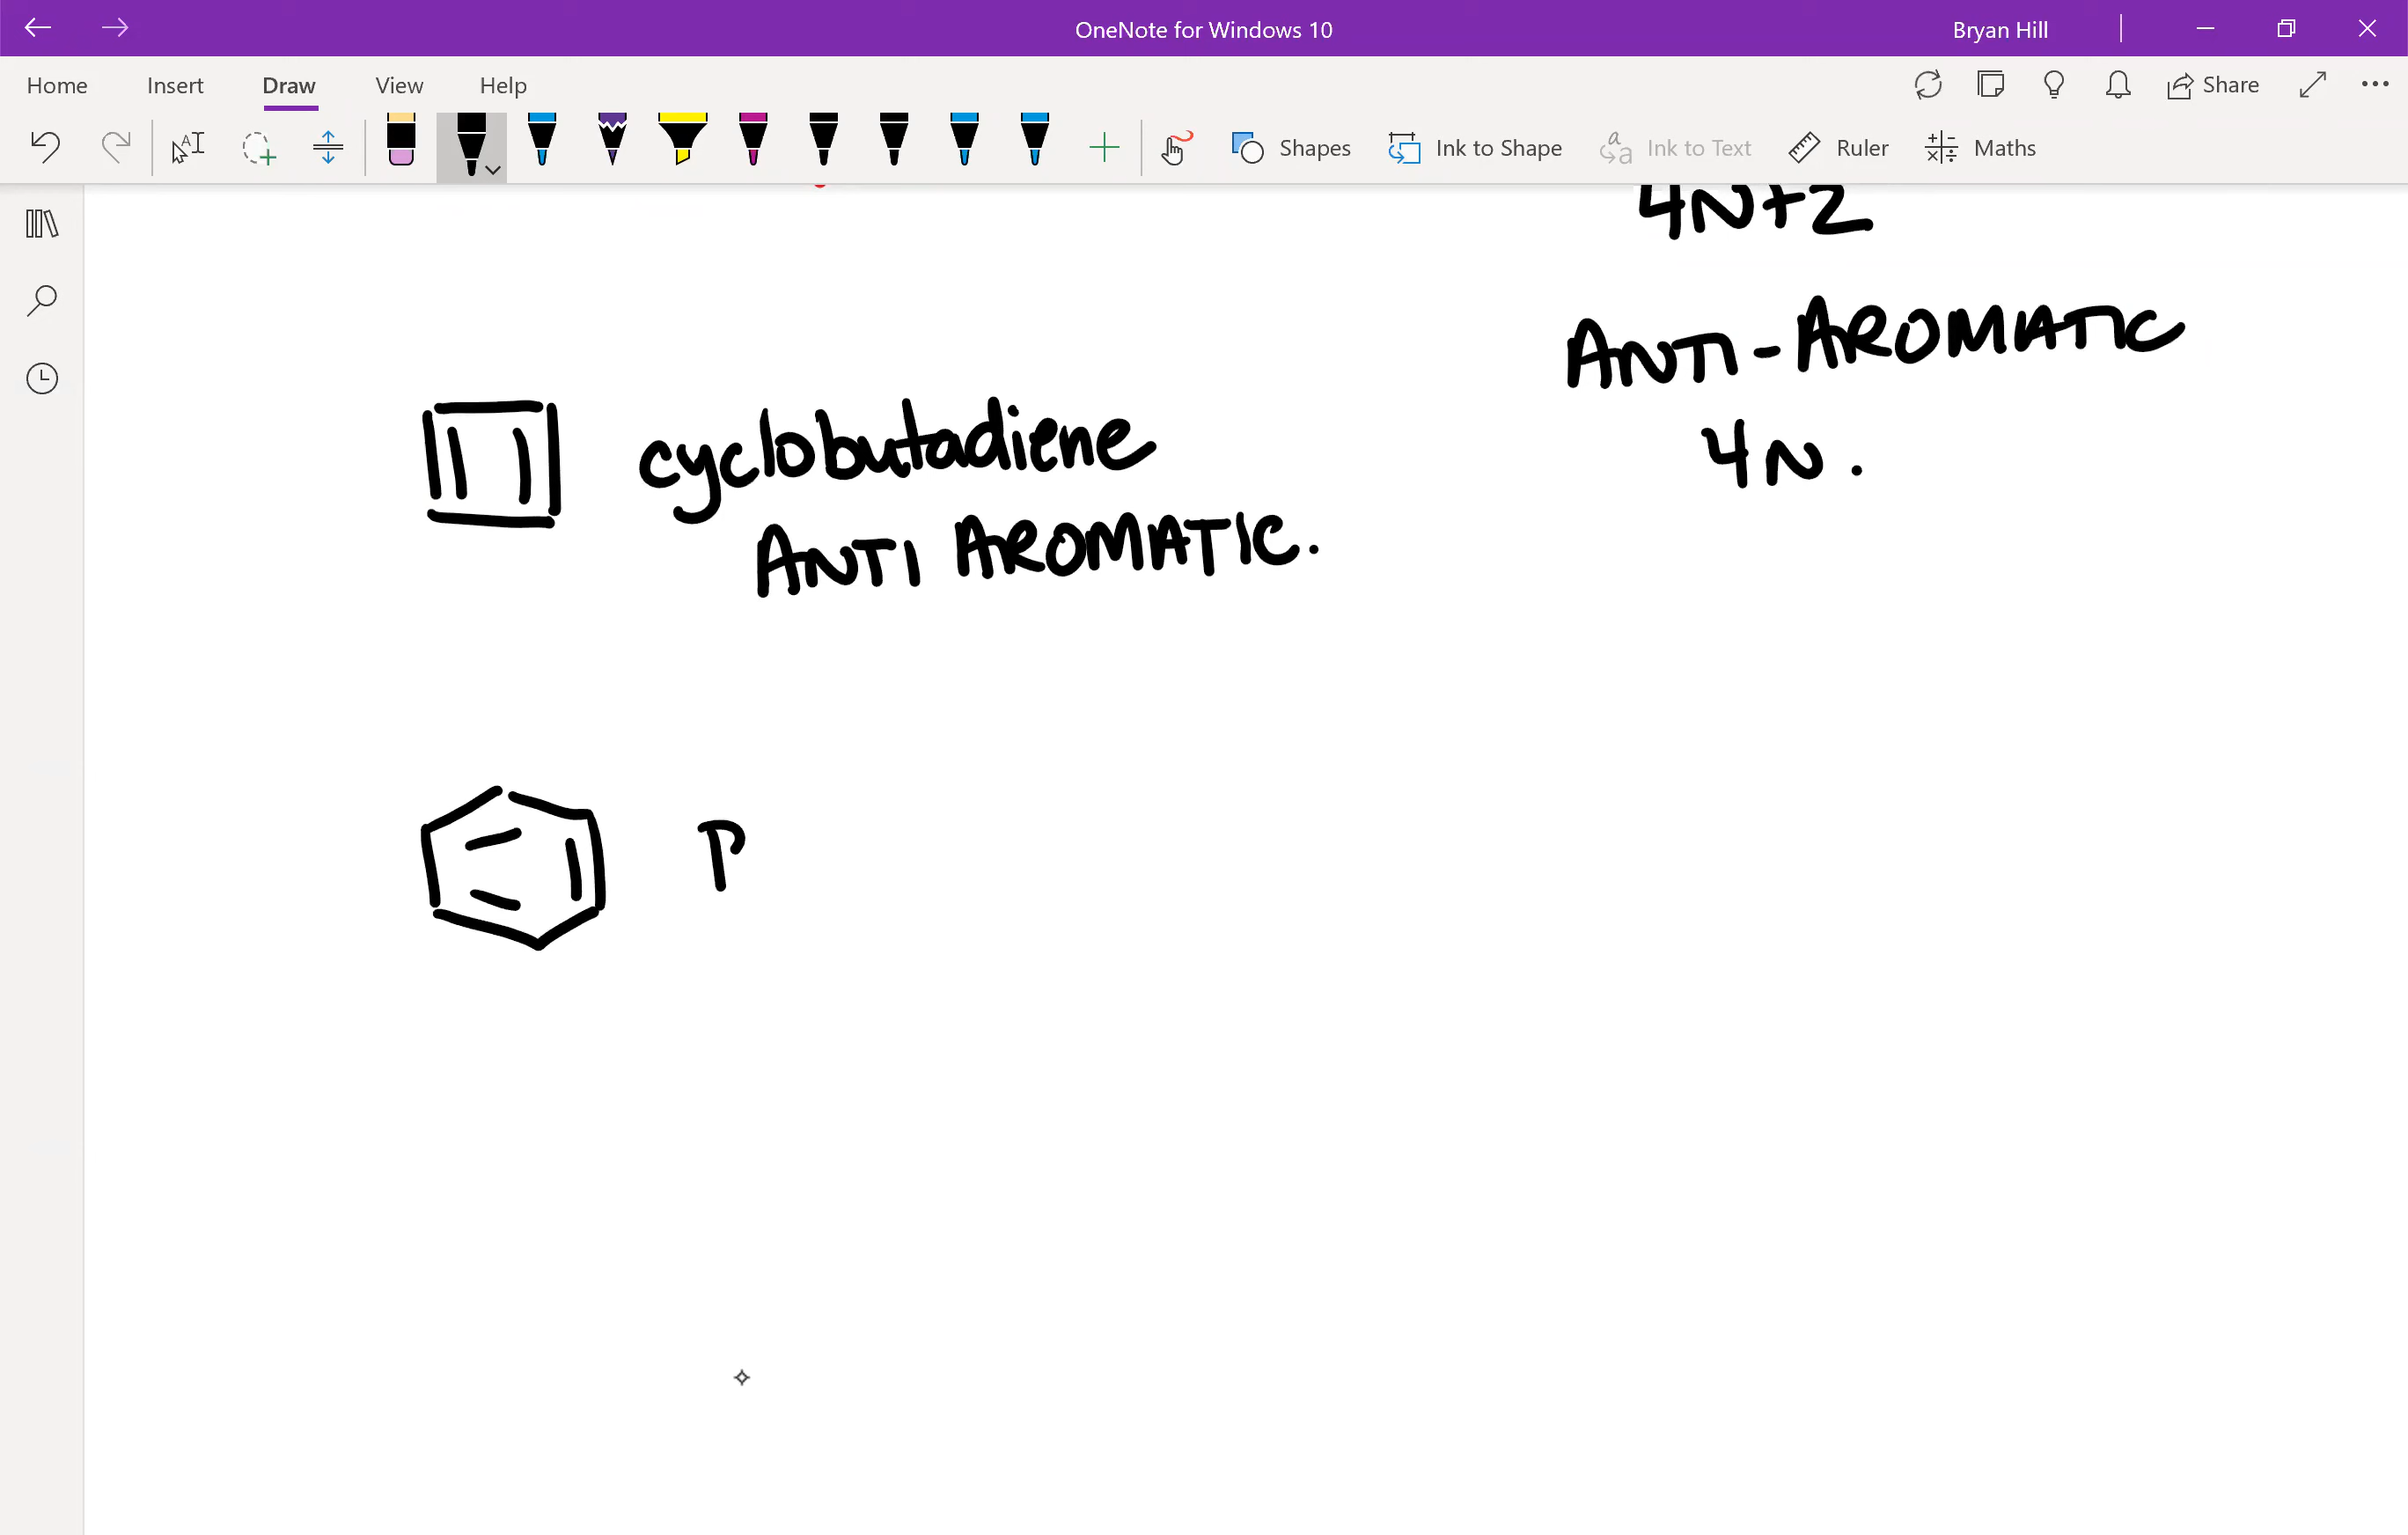 OneNote for Windows 10
Bryan Hill
Home Insert Draw View Help
Share
Shapes Ink to Shape Ink to Text Ruler Maths
4N+2
ANTI-AROMATIC
4N.
cyclobutadiene
ANTI AROMATIC.
P